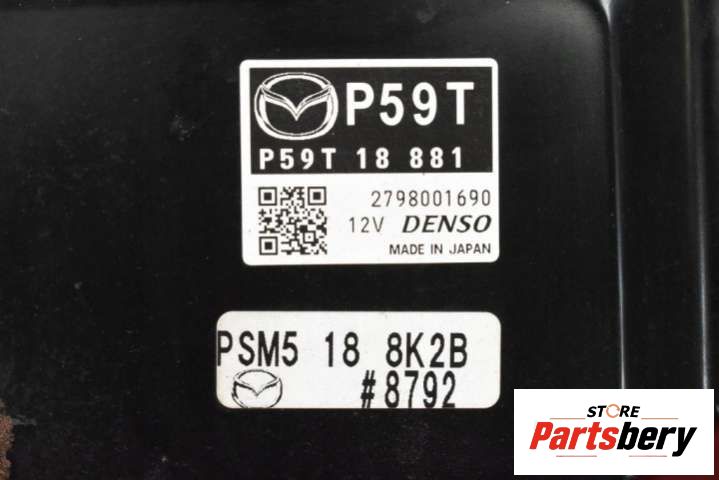 P59T
P59T 18 881
2798001690
12V DENSO
MADE IN JAPAN
PSM5 18 8K2B
#8792
STORE
Partsbery